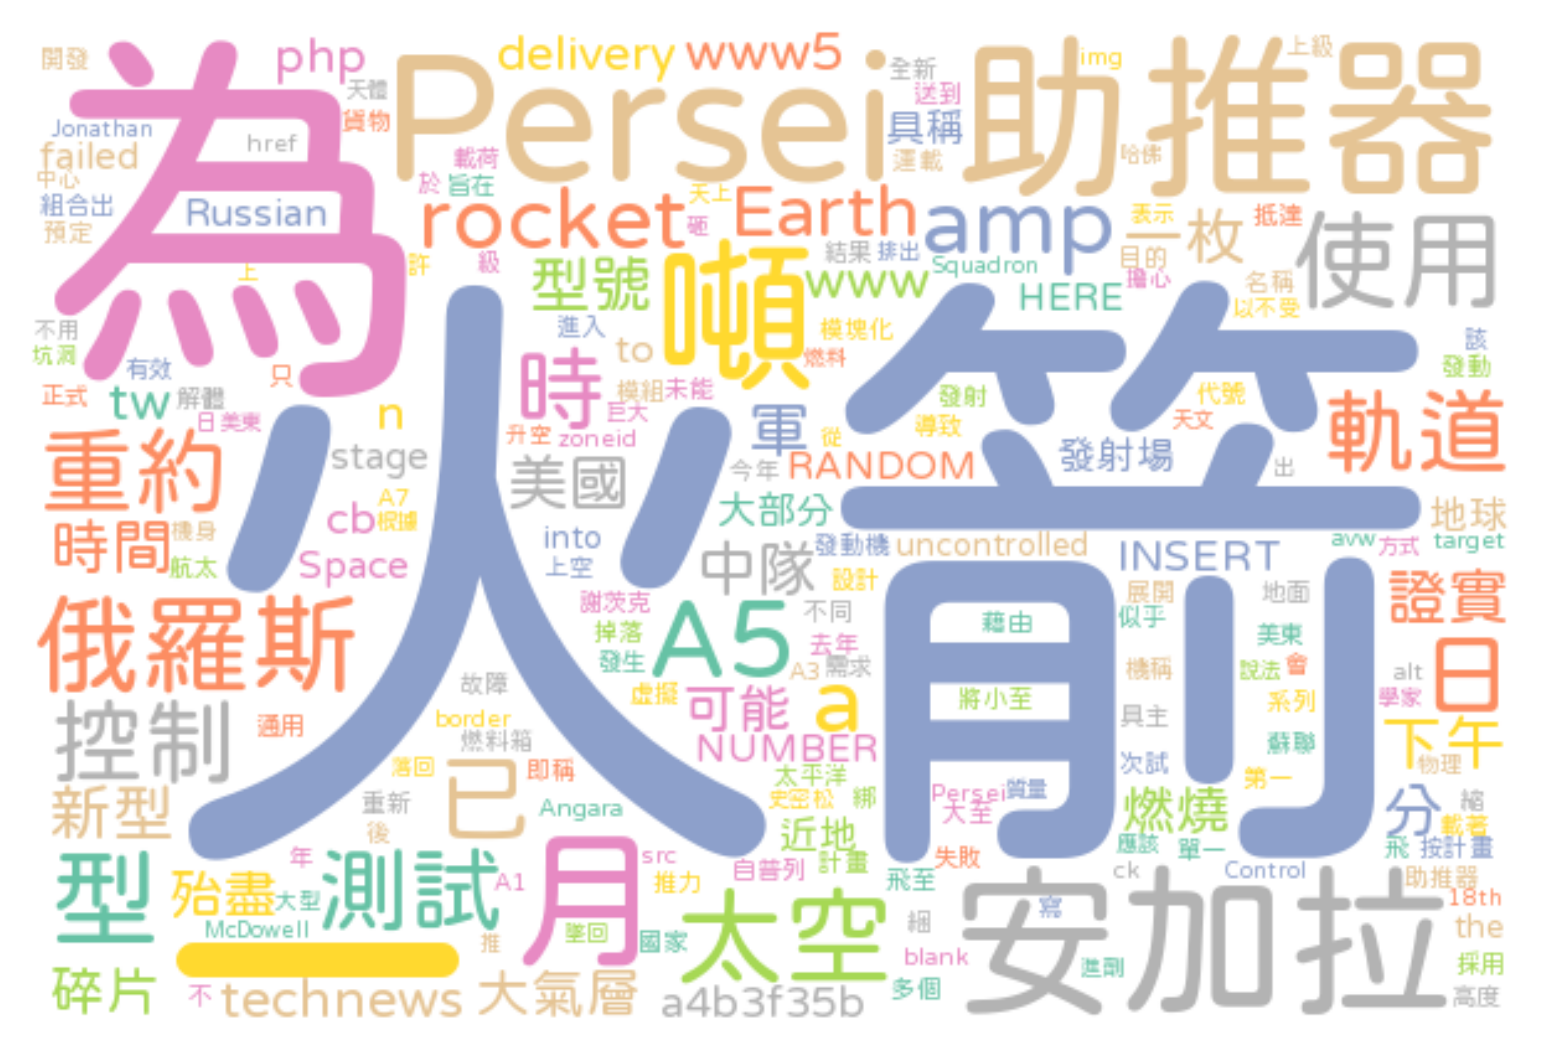 開發
php
delivery
www5
img
上級
為
Persei
助推器
天體
全新
送到
Jonathan
href
貨物
具稱
failed
載荷
運載
哈佛
中心
於
旨在
組合出
Russian
rocket
天上
Earth
amp
表示
一枚
抵達
使用
預定
砸
結果
排出
目的
上
許
級
型號
噸
www
Squadron
擔心
名稱
HERE
以不受
不用
進入
模塊化
該
坑洞
有效
to
燃料
發動
正式
tw
解體
只
時
模組
未能
發射
代號
日
美東
n
巨大
軍
從
導致
天文
軌道
升空
zoneid
重約
stage
美國
今年
RANDOM
發射場
出
火箭
A7
大部分
地球
時間
機身
cb
根據
into
中隊
發動機
uncontrolled
INSERT
avw
方式
target
航太
Space
上空
設計
證實
謝茨克
展開
地面
俄羅斯
A5
不同
藉由
似乎
掉落
去年
美東
發生
A3
需求
機稱
說法
會
alt
日
故障
虛擬
可能
a
將小至
系列
學家
控制
通用
border
具主
燃料箱
NUMBER
蘇聯
下午
落回
已
即稱
太平洋
次試
第一
物理
新型
重新
Angara
史密松
綁
Persei
質量
大至
燃燒
分
縮
載著
後
近地
應該
單一
飛
按計畫
型
年
測試
月
src
自普列
計畫
失敗
殆盡
A1
推力
飛至
ck
Control
助推器
大型
太空
安加拉
18th
McDowell
推
墜回
國家
綑
寫
the
一
碎片
blank
進劑
採用
不
technews
大氣層
a4b3f35b
多個
高度